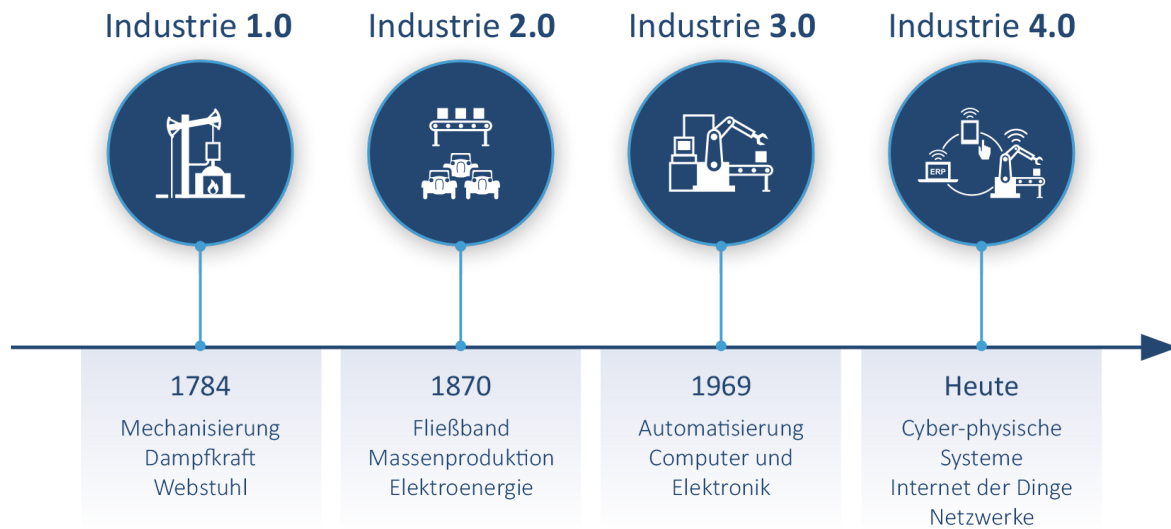 Industrie 1.0
Industrie 2.0
Industrie 3.0
Industrie 4.0
ERP
1784
Mechanisierung
Dampfkraft
Webstuhl
1870
Fließband
Massenproduktion
Elektroenergie
1969
Automatisierung
Computer und
Elektronik
Heute
Cyber-physische
Systeme
Internet der Dinge
Netzwerke